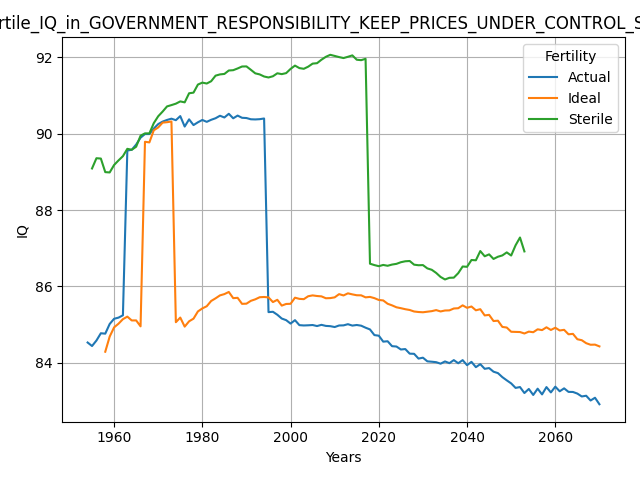 rtile_IQ_in_GOVERNMENT_RESPONSIBILITY_KEEP_PRICES_UNDER_CONTROL_S
92
90
88
86
84
IQ
1960
1980
2000
2020
2040
2060
Years
Fertility
Actual
Ideal
Sterile